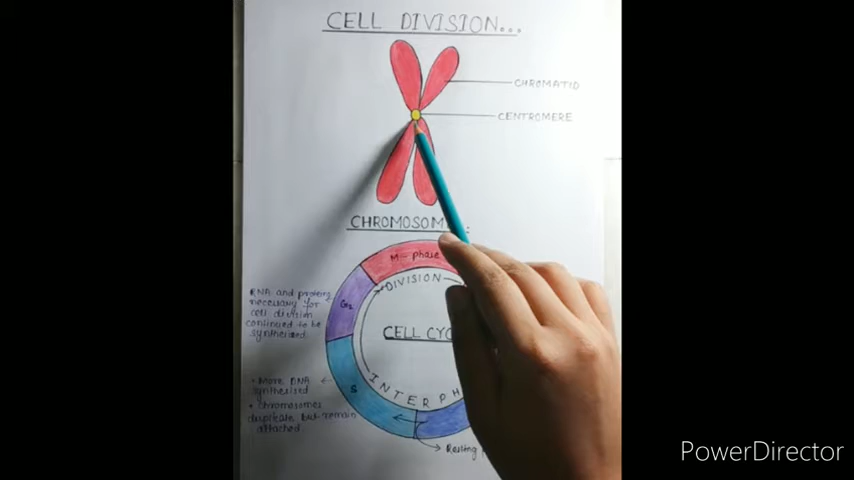 CELL DIVISION...
CHROMATID
CENTROMERE
CHROMOSOM
M-phase
DIVISION
G2
RNA and proteins
necessary for
cell division
continued to be
synthesized.
CELL CYC
S
INTERPH
• More DNA
synthesised
• Chromosomes
duplicate but remain
attached.
Resting
PowerDirector